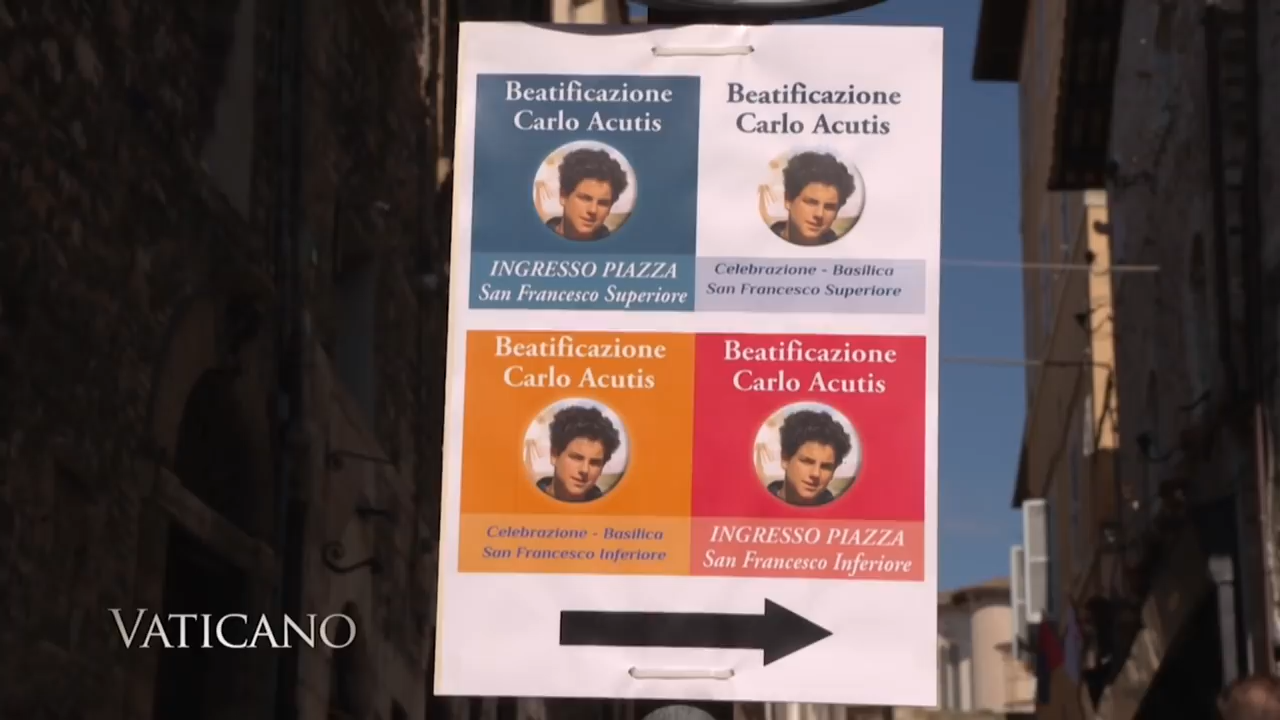 Beatificazione
Carlo Acutis
INGRESSO PIAZZA
San Francesco Superiore
Beatificazione
Carlo Acutis
Celebrazione - Basilica
San Francesco Superiore
Beatificazione
Carlo Acutis
Celebrazione - Basilica
San Francesco Inferiore
Beatificazione
Carlo Acutis
INGRESSO PIAZZA
San Francesco Inferiore
VATICANO